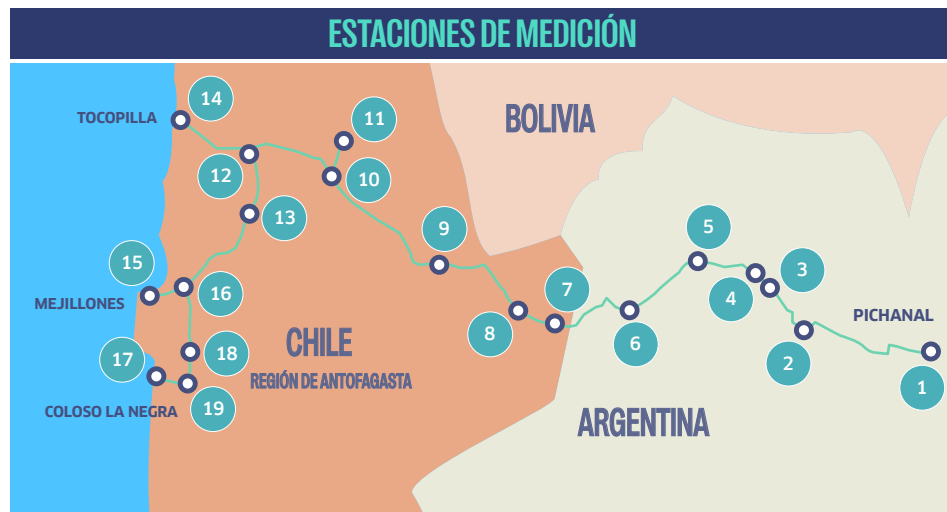 ESTACIONES DE MEDICIÓN
14
TOCOPILLA
11
BOLIVIA
12
10
13
9
5
15
3
7
4
MEJILLONES
16
PICHANAL
8
6
17
18
CHILE
2
REGIÓN DE ANTOFAGASTA
1
COLOSO LA NEGRA
19
ARGENTINA